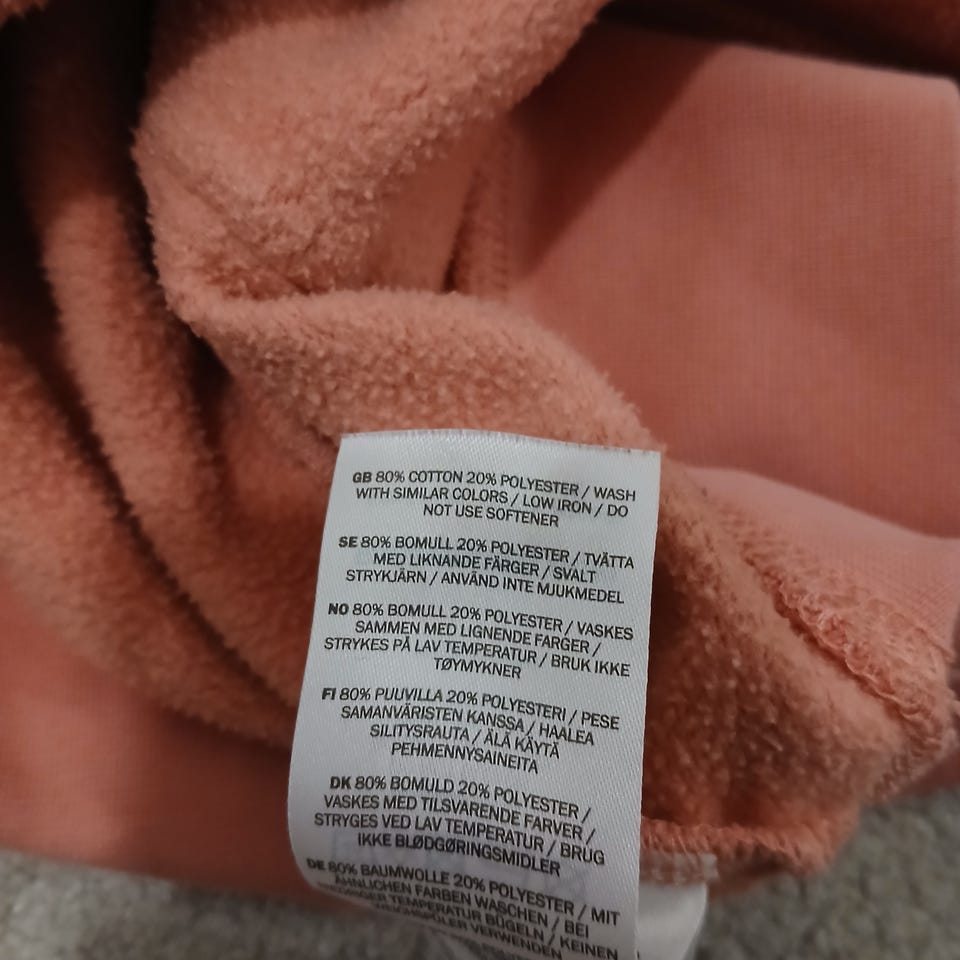 GB 80% COTTON 20% POLYESTER / WASH
WITH SIMILAR COLORS / LOW IRON / DO
NOT USE SOFTENER
SE 80% BOMULL 20% POLYESTER / TVÄTTA
MED LIKNANDE FÄRGER / SVALT
STRYKJÄRN / ANVÄND INTE MJUKMEDEL
NO 80% BOMULL 20% POLYESTER / VASKES
SAMMEN MED LIGNENDE FARGER /
STRYKES PÅ LAV TEMPERATUR / BRUK IKKE
TØYMYKNER
FI 80% PUUVILLA 20% POLYESTERI / PESE
SAMANVÄRISTEN KANSSA / HAALEA
SILITYSRAUTA / ÄLÄ KÄYTÄ
PEHMENNYSAINEITA
DK 80% BOMULD 20% POLYESTER /
VASKES MED TILSVARENDE FARVER /
STRYGES VED LAV TEMPERATUR / BRUG
IKKE BLØDGØRINGSMIDLER
DE 80% BAUMWOLLE 20% POLYESTER / MIT
ÄHNLICHEN FARBEN WASCHEN / BEI
TEMPERATUR BÜGELN / KEINEN
WEICHSPÜLER VERWENDEN